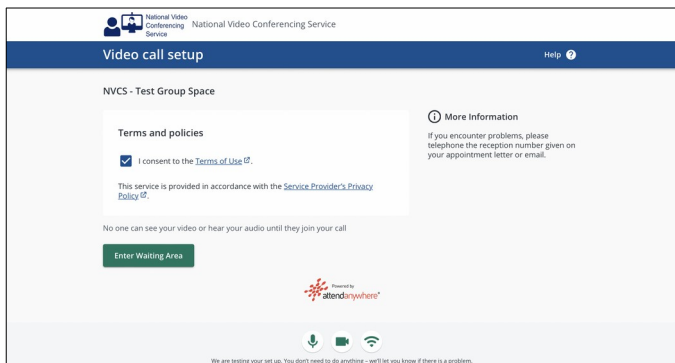 National Video
Conferencing
Service
National Video Conferencing Service
Video call setup
Help ?
NVCS - Test Group Space
Terms and policies
I consent to the Terms of Use.
This service is provided in accordance with the Service Provider's Privacy
Policy.
No one can see your video or hear your audio until they join your call
Enter Waiting Area
i More Information
If you encounter problems, please
telephone the reception number given on
your appointment letter or email.
Powered by
attendanywhere
We are testing your set up. You don't need to do anything – we'll let you know if there is a problem.